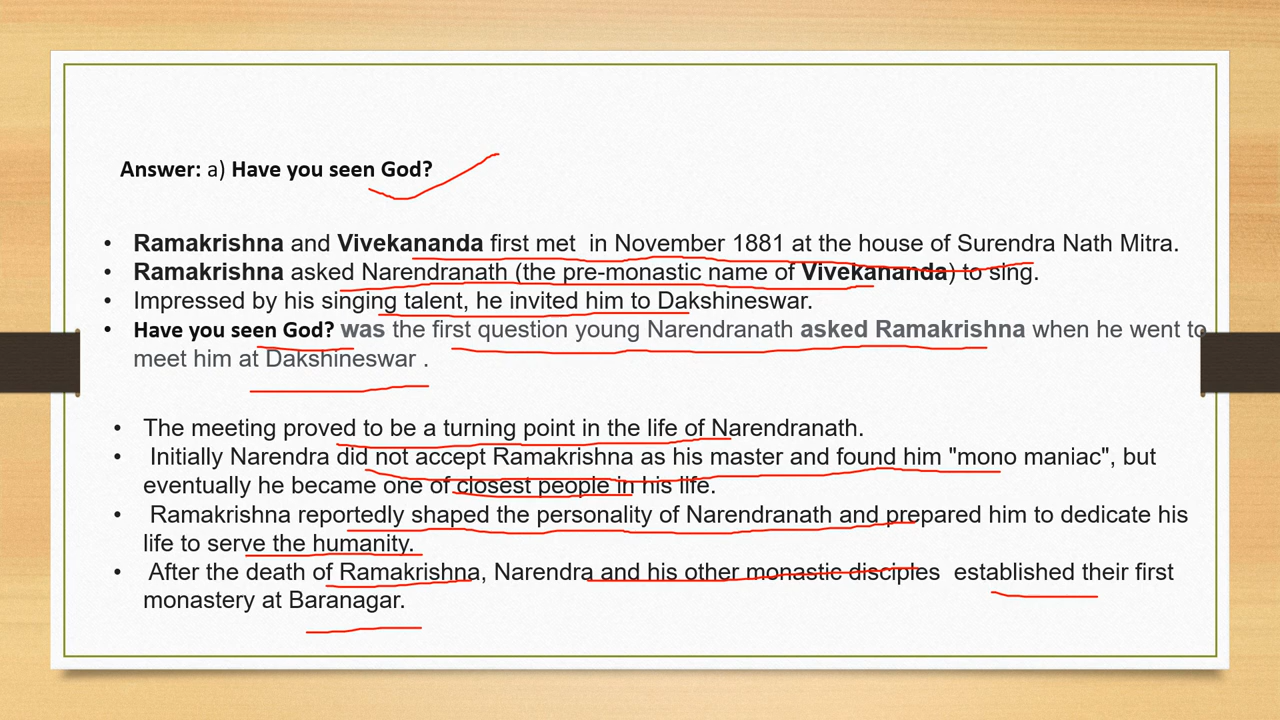 Answer: a) Have you seen God?
• Ramakrishna and Vivekananda first met  in November 1881 at the house of Surendra Nath Mitra.
• Ramakrishna asked Narendranath (the pre-monastic name of Vivekananda) to sing.
• Impressed by his singing talent, he invited him to Dakshineswar.
• Have you seen God? was the first question young Narendranath asked Ramakrishna when he went to
meet him at Dakshineswar .
• The meeting proved to be a turning point in the life of Narendranath.
• Initially Narendra did not accept Ramakrishna as his master and found him "mono maniac", but
eventually he became one of closest people in his life.
• Ramakrishna reportedly shaped the personality of Narendranath and prepared him to dedicate his
life to serve the humanity.
• After the death of Ramakrishna, Narendra and his other monastic disciples  established their first
monastery at Baranagar.